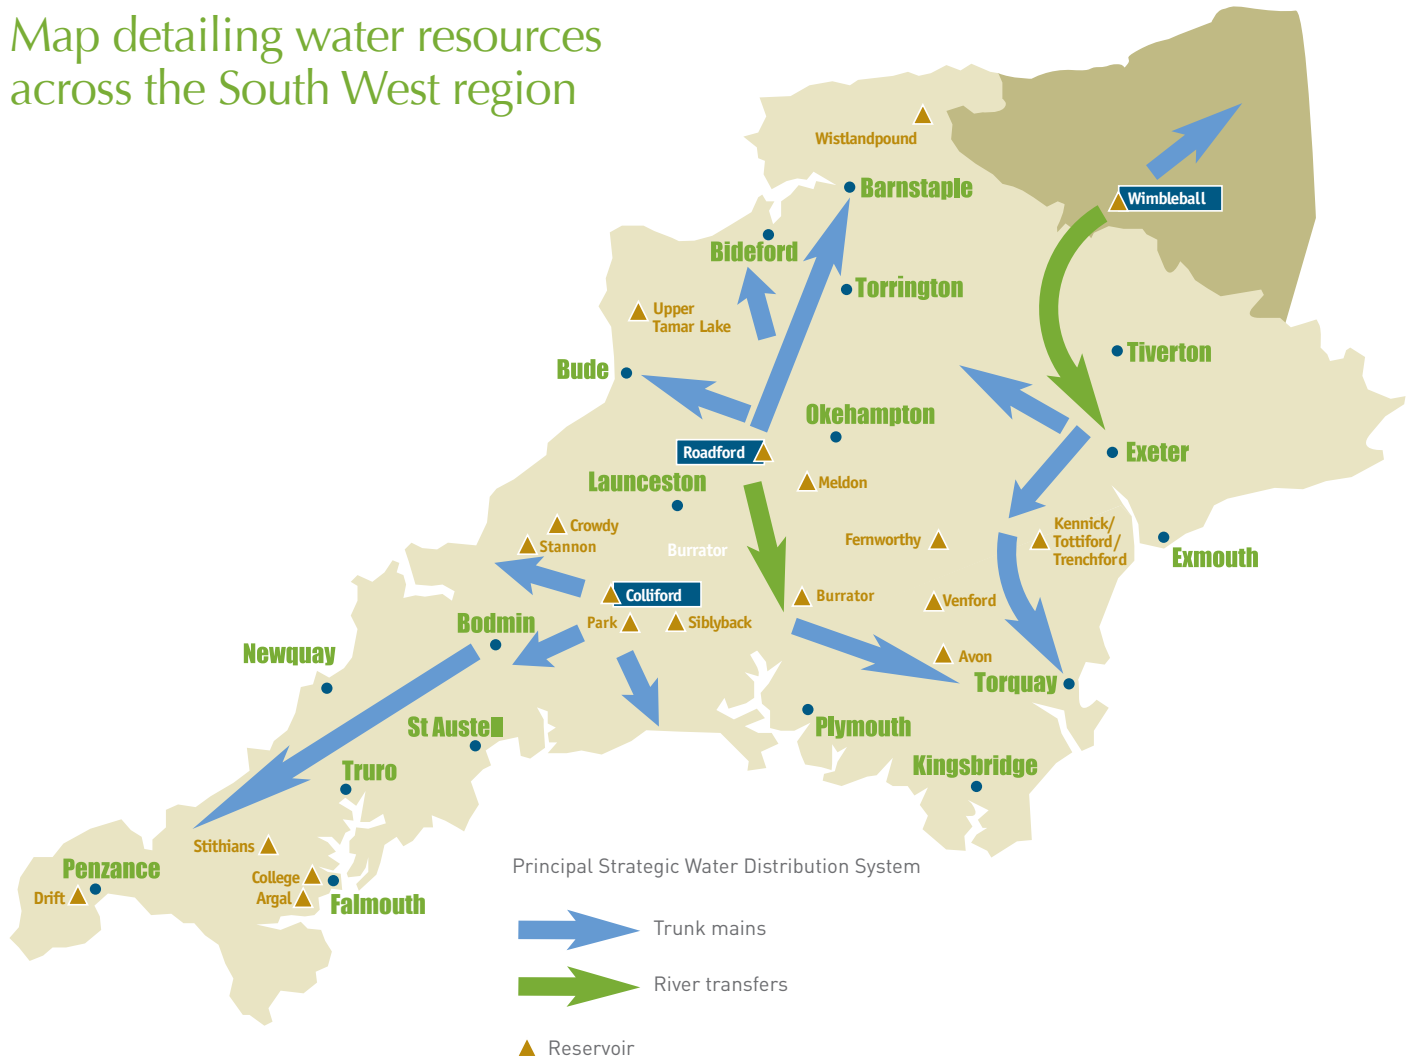 Map detailing water resources
across the South West region
Wistlandpound
Barnstaple
Wimbleball
Bideford
Torrington
Upper
Tamar Lake
Tiverton
Bude
Okehampton
Roadford
Exeter
Launceston
Meldon
Crowdy
Stannon
Burrator
Fernworthy
Kennick/
Tottiford/
Trenchford
Exmouth
Colliford
Burrator
Venford
Park
Siblyback
Bodmin
Newquay
Avon
Torquay
St Austell
Plymouth
Truro
Kingsbridge
Stithians
Penzance
College
Drift
Argal
Falmouth
Principal Strategic Water Distribution System
Trunk mains
River transfers
Reservoir